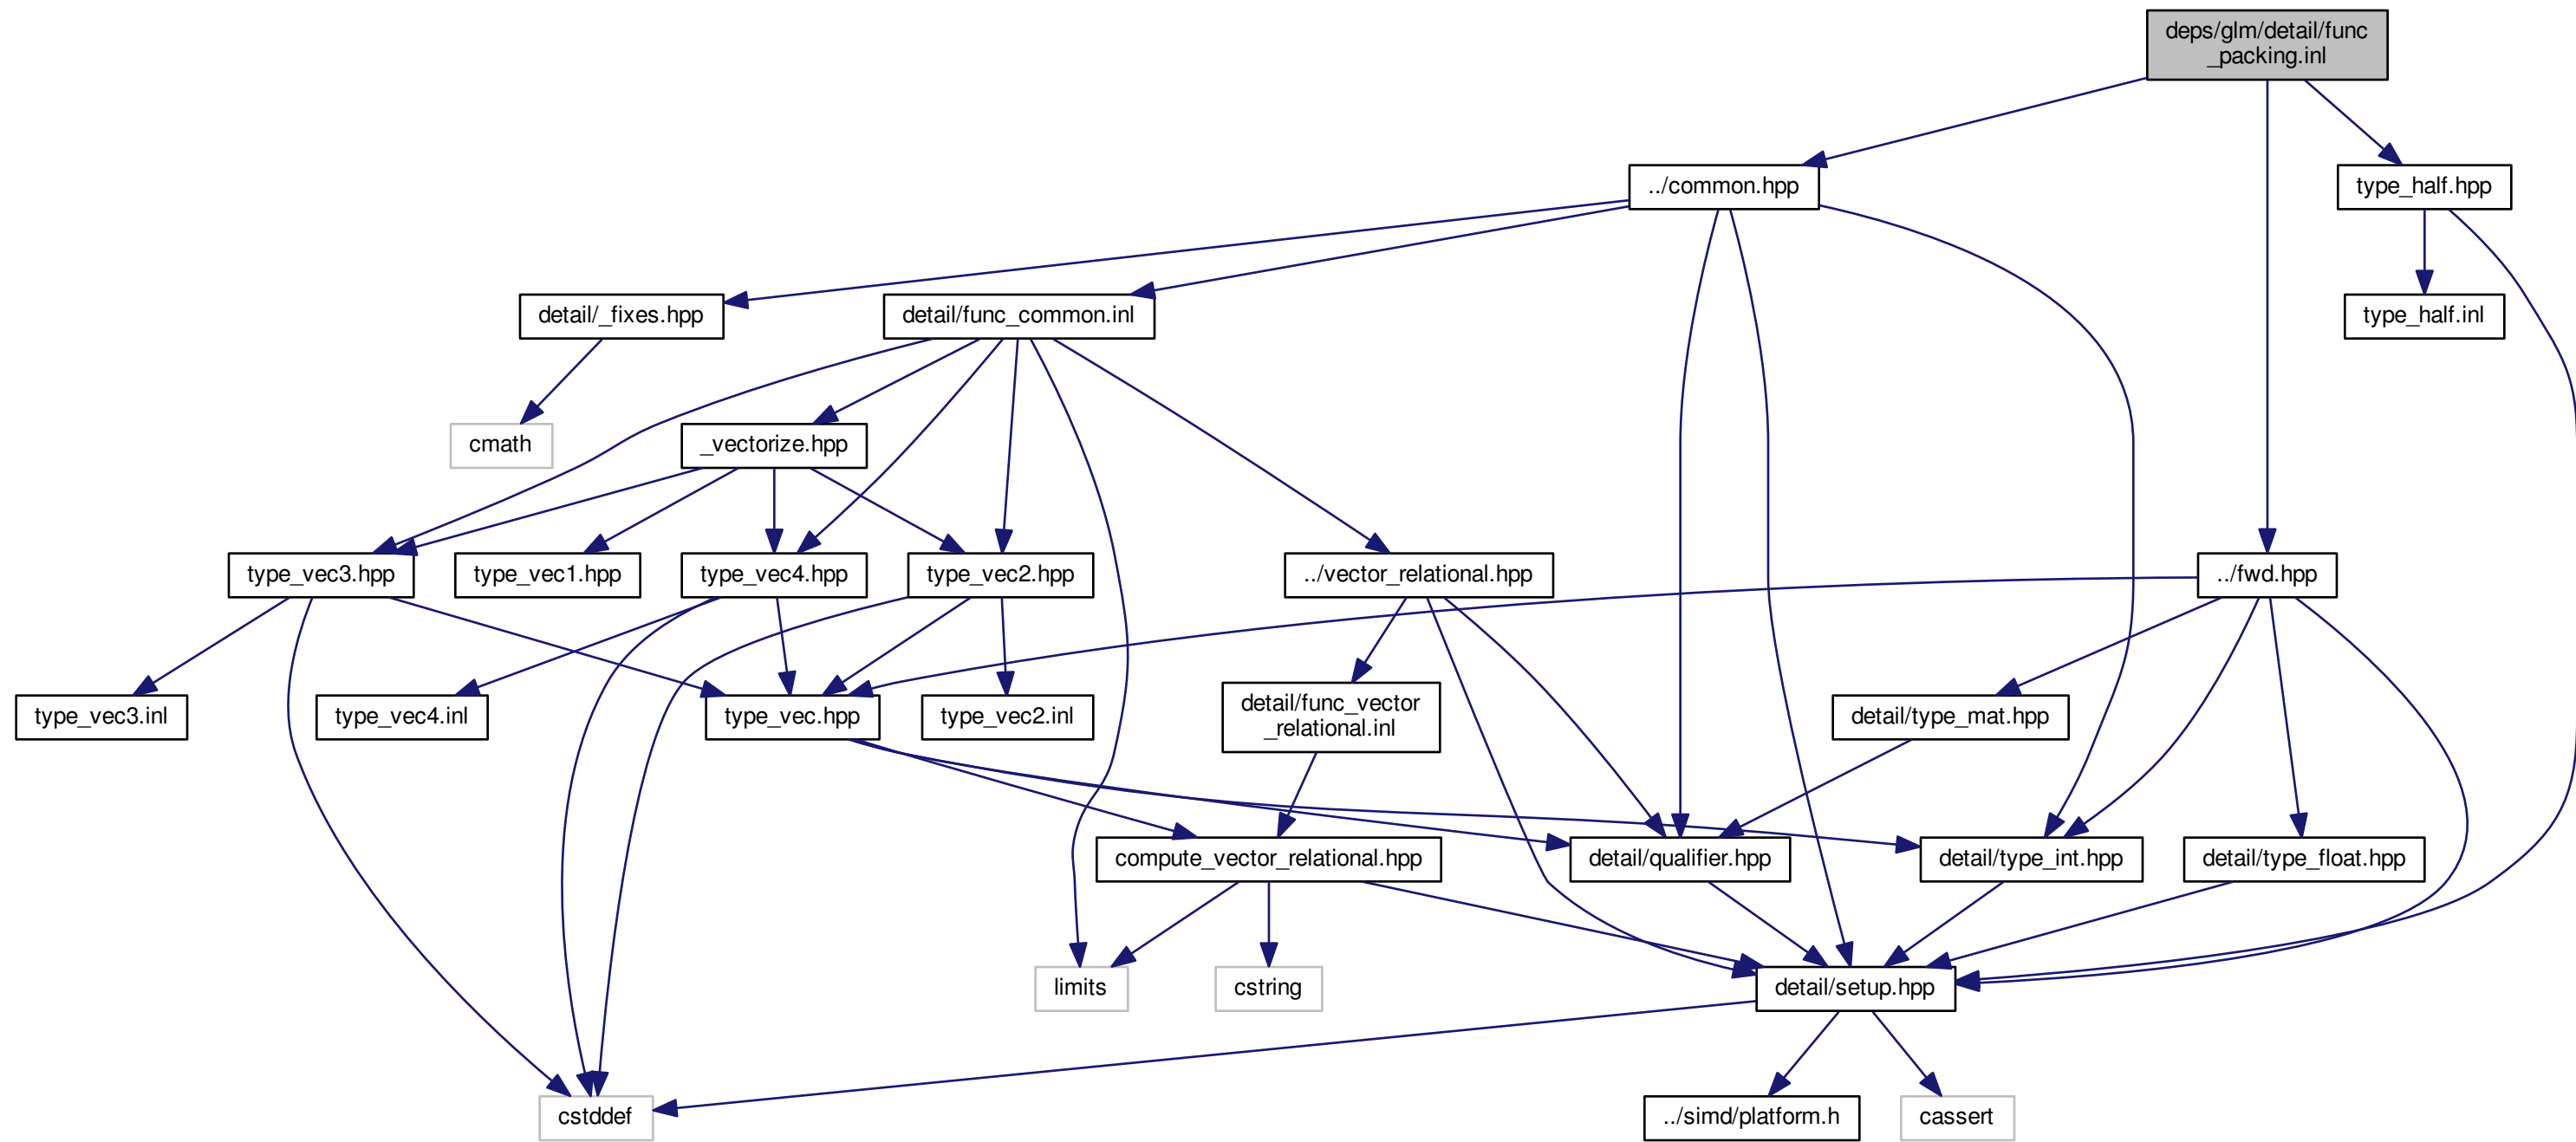 deps/glm/detail/func
_packing.inl
../common.hpp
type_half.hpp
detail/_fixes.hpp
detail/func_common.inl
type_half.inl
cmath
_vectorize.hpp
type_vec3.hpp
type_vec1.hpp
type_vec4.hpp
type_vec2.hpp
../vector_relational.hpp
../fwd.hpp
type_vec3.inl
type_vec4.inl
type_vec.hpp
type_vec2.inl
detail/func_vector
_relational.inl
detail/type_mat.hpp
compute_vector_relational.hpp
detail/qualifier.hpp
detail/type_int.hpp
detail/type_float.hpp
limits
cstring
detail/setup.hpp
cstddef
../simd/platform.h
cassert